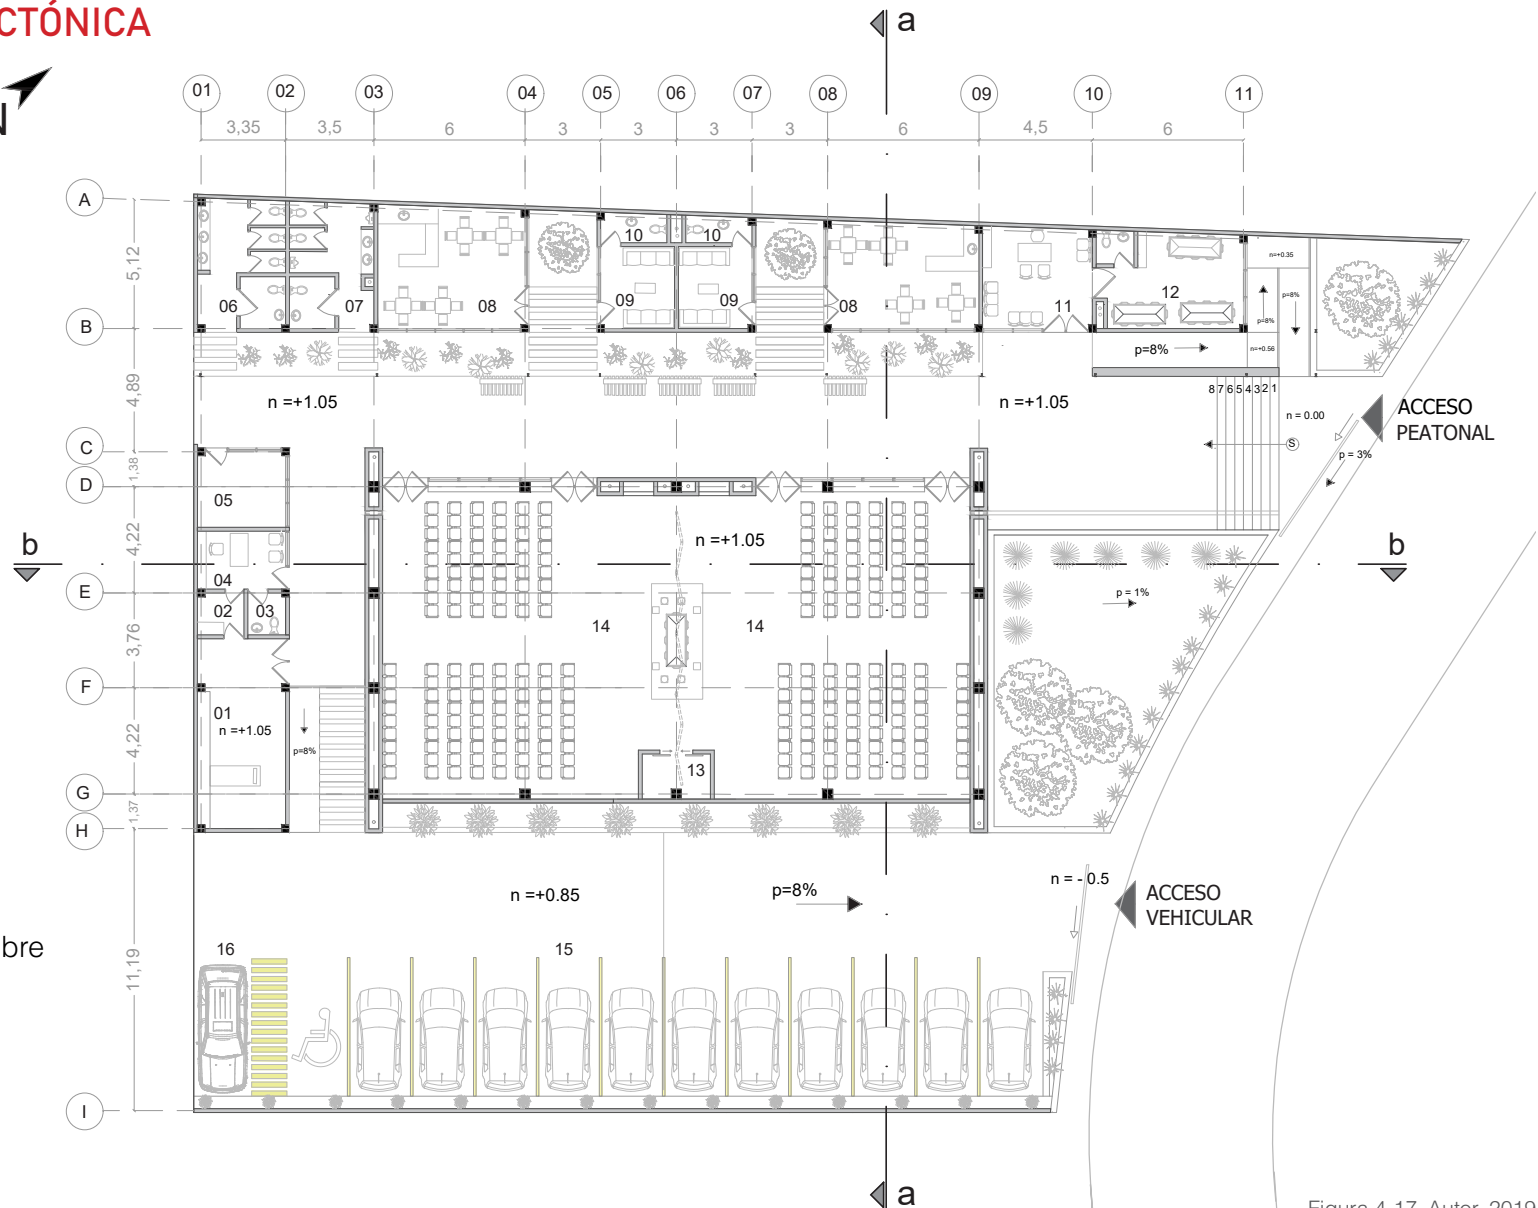 CTÓNICA
a
N
01 02 03 04 05 06 07 08 09 10 11
3,35 3,5 6 3 3 3 3 6 4,5 6
A
5,12
10 10
n=+0.35
p=8%
p=8%
n=+0.56
06 07 08 09 09 08 11 12
B
p=8%
4,89
n =+1.05
n =+1.05
8 7 6 5 4 3 2 1
n = 0.00
ACCESO
PEATONAL
S
p = 3%
C
1,38
D
05
4,22
n =+1.05
b
b
04
E
p = 1%
02 03
14 14
3,76
F
01
n =+1.05
p=8%
4,22
13
G
1,37
H
n =+0.85
p=8%
n = - 0.5
ACCESO
VEHICULAR
bre
16
15
11,19
I
a
Figura 4.17. Autor, 2019